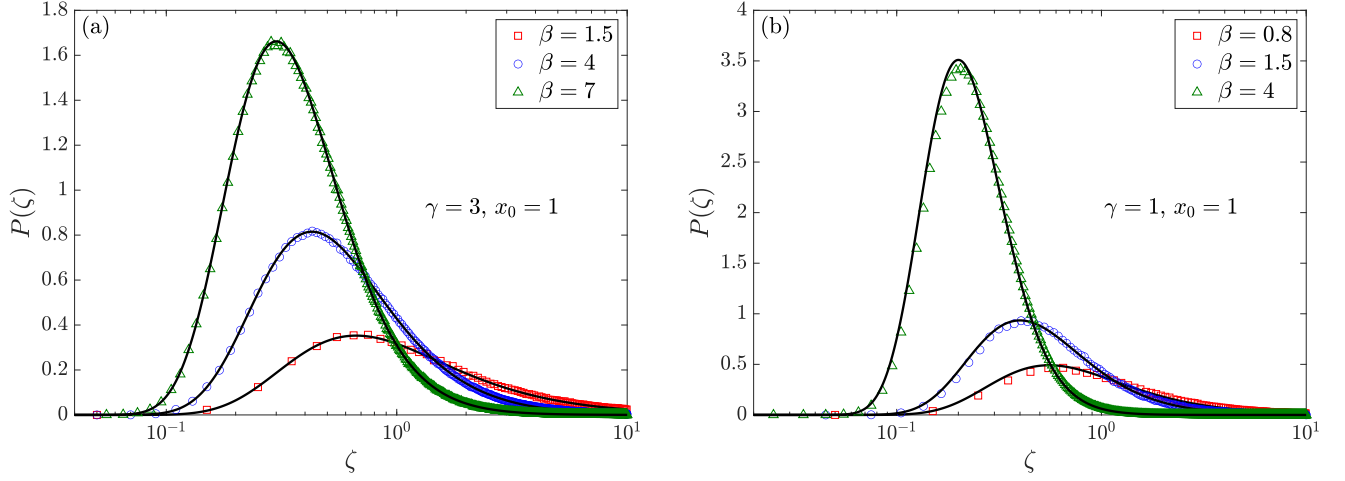 (a)
β = 1.5
β = 4
β = 7
γ = 3, x₀ = 1
P(ζ)
1.8
1.6
1.4
1.2
1
0.8
0.6
0.4
0.2
0
10⁻¹
10⁰
10¹
ζ
(b)
β = 0.8
β = 1.5
β = 4
γ = 1, x₀ = 1
P(ζ)
4
3.5
3
2.5
2
1.5
1
0.5
0
10⁻¹
10⁰
10¹
ζ